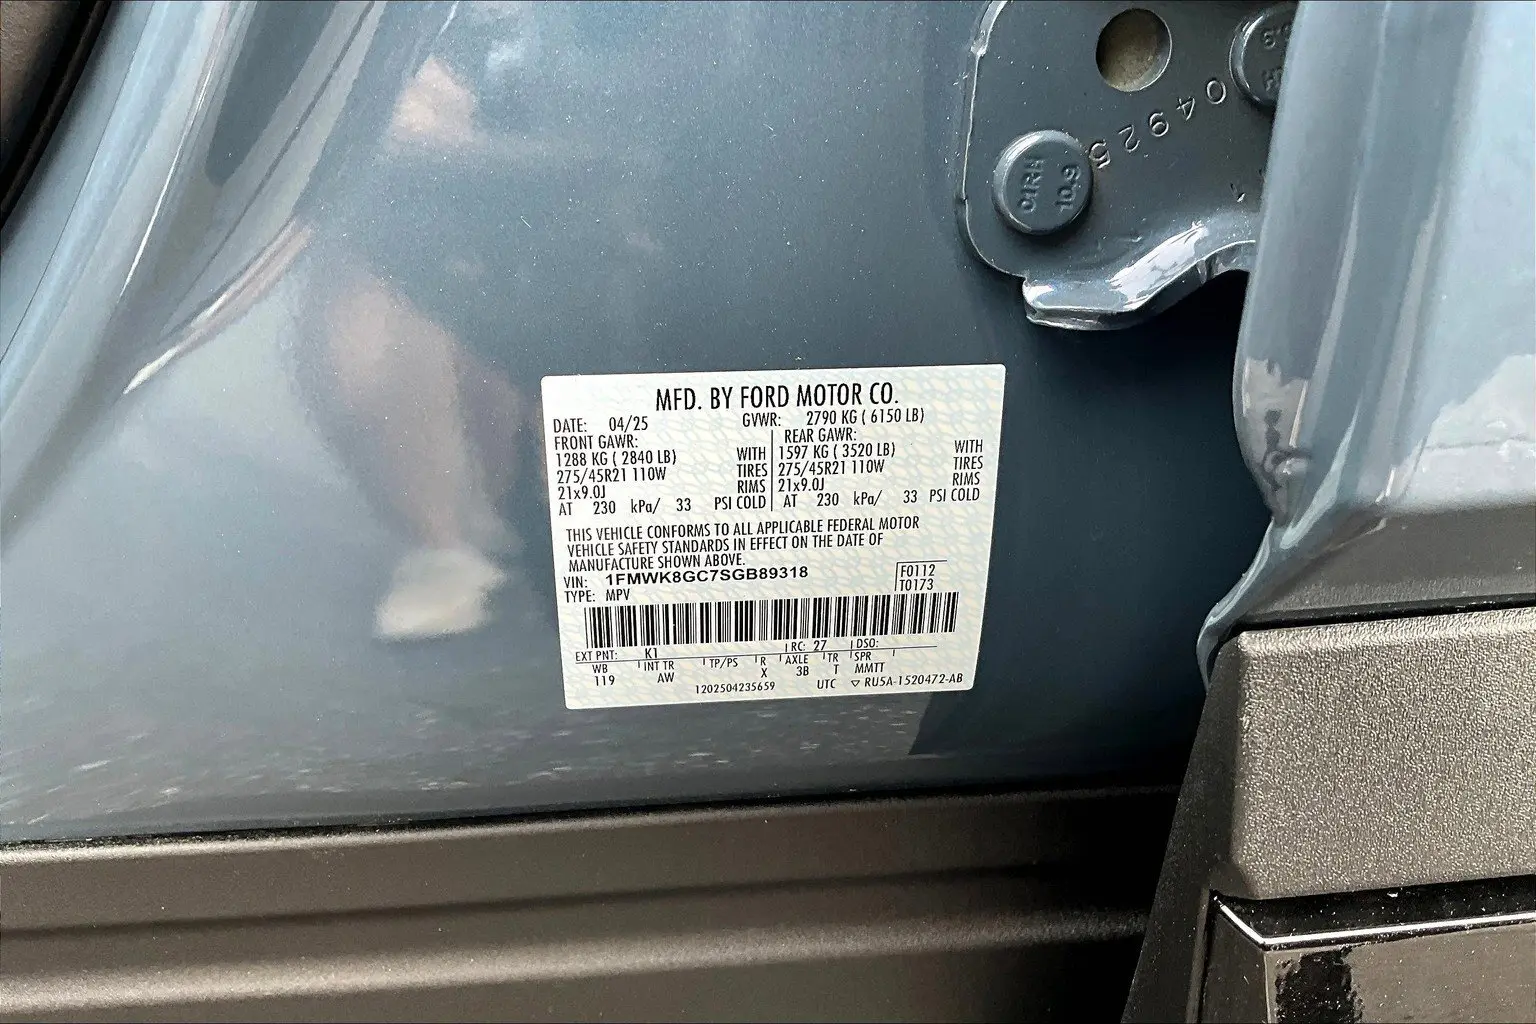 04925
CIRH
10.9
MFD. BY FORD MOTOR CO.
DATE: 04/25 GVWR: 2790 KG ( 6150 LB)
FRONT GAWR: REAR GAWR:
1288 KG ( 2840 LB) WITH 1597 KG ( 3520 LB) WITH
275/45R21 110W TIRES 275/45R21 110W TIRES
21x9.0J RIMS 21x9.0J RIMS
AT 230 kPa/ 33 PSI COLD AT 230 kPa/ 33 PSI COLD
THIS VEHICLE CONFORMS TO ALL APPLICABLE FEDERAL MOTOR
VEHICLE SAFETY STANDARDS IN EFFECT ON THE DATE OF
MANUFACTURE SHOWN ABOVE.
VIN: 1FMWK8GC7SGB89318 F0112
TYPE: MPV T0173
EXT PNT: K1 RC: 27 DSO:
WB INT TR TP/PS R AXLE TR SPR
119 AW X 3B T MMTT
1202504235659 UTC ▽ RU5A-1520472-AB